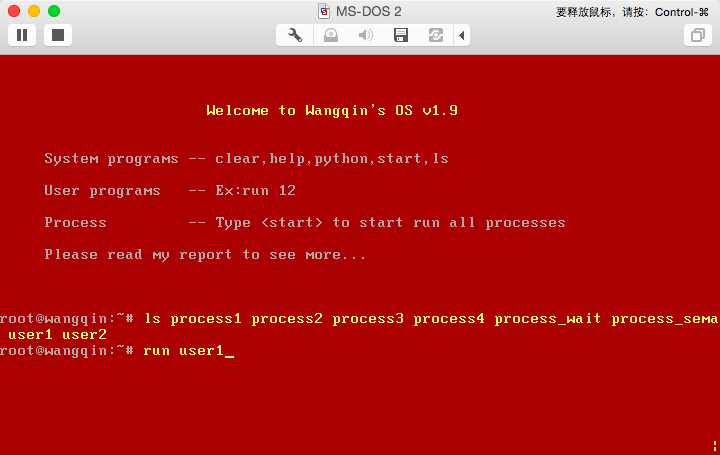 MS-DOS 2
要释放鼠标，请按：Control-⌘
Welcome to Wangqin's OS v1.9
System programs -- clear,help,python,start,ls
User programs   -- Ex:run 12
Process         -- Type <start> to start run all processes
Please read my report to see more...
root@wangqin:~# ls process1 process2 process3 process4 process_wait process_sema
user1 user2
root@wangqin:~# run user1_